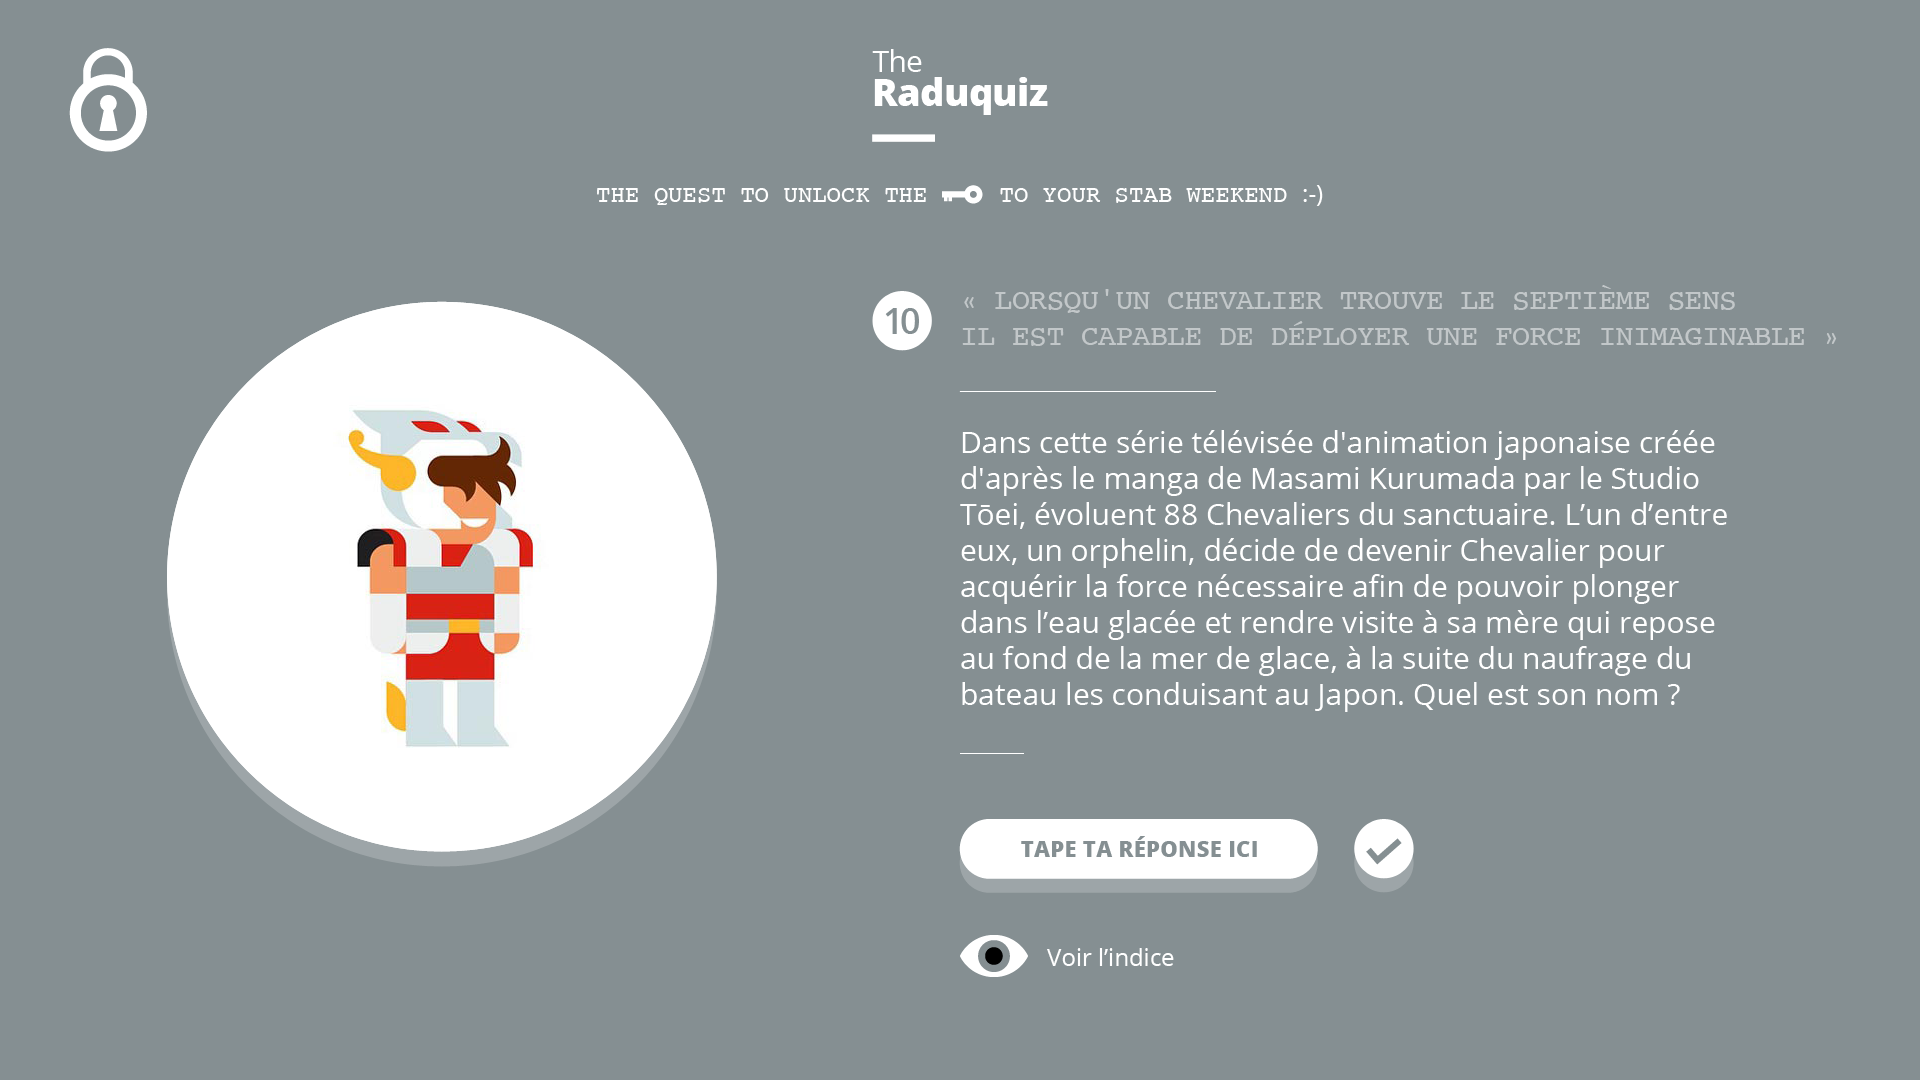 The
Raduquiz
THE QUEST TO UNLOCK THE TO YOUR STAB WEEKEND :-)
10
« LORSQU'UN CHEVALIER TROUVE LE SEPTIÈME SENS
IL EST CAPABLE DE DÉPLOYER UNE FORCE INIMAGINABLE »
Dans cette série télévisée d'animation japonaise créée
d'après le manga de Masami Kurumada par le Studio
Tōei, évoluent 88 Chevaliers du sanctuaire. L’un d’entre
eux, un orphelin, décide de devenir Chevalier pour
acquérir la force nécessaire afin de pouvoir plonger
dans l’eau glacée et rendre visite à sa mère qui repose
au fond de la mer de glace, à la suite du naufrage du
bateau les conduisant au Japon. Quel est son nom ?
TAPE TA RÉPONSE ICI
Voir l’indice